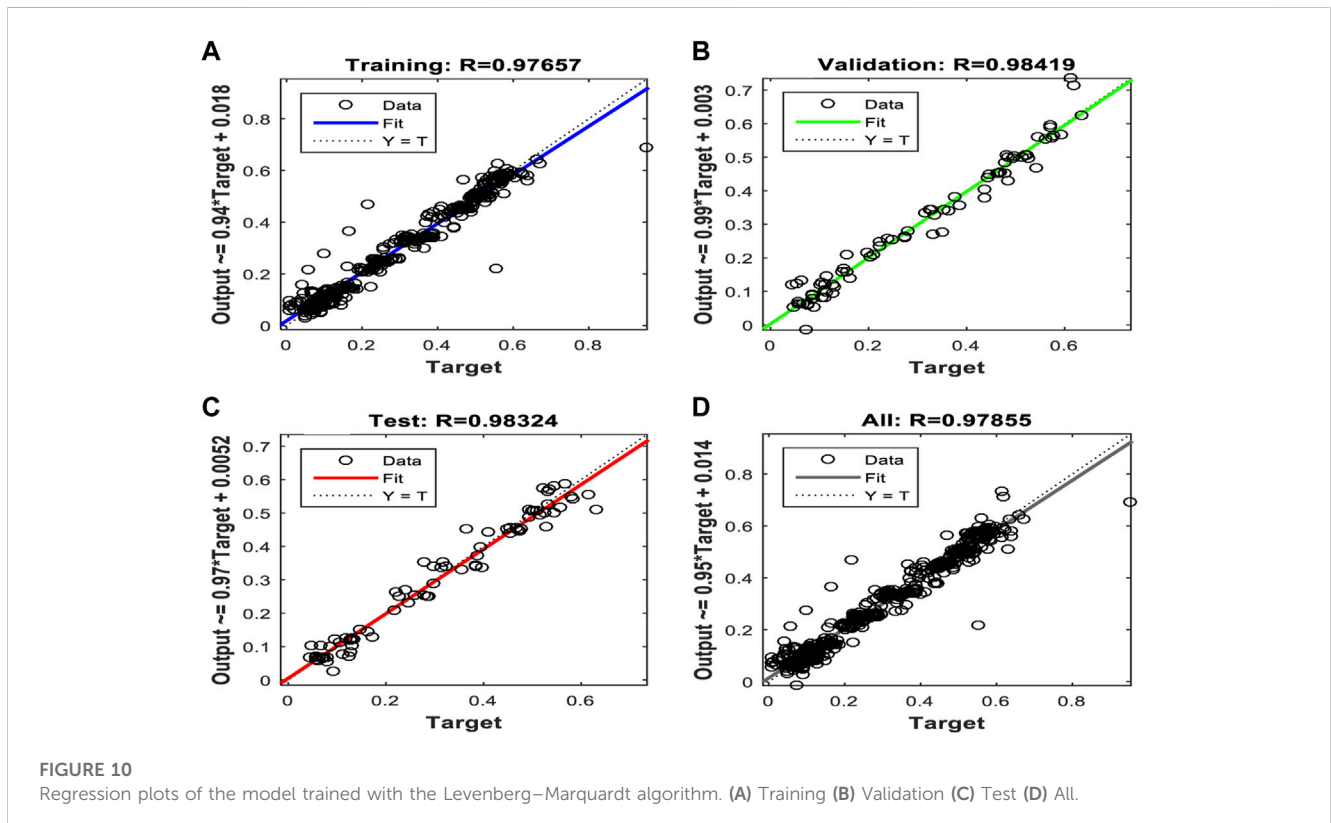 A
Training: R=0.97657
Output ~= 0.94*Target + 0.018
Data
Fit
Y = T
0.8
0.6
0.4
0.2
0
0
0.2
0.4
0.6
0.8
Target
B
Validation: R=0.98419
Output ~= 0.99*Target + 0.003
Data
Fit
Y = T
0.7
0.6
0.5
0.4
0.3
0.2
0.1
0
0
0.2
0.4
0.6
Target
C
Test: R=0.98324
Output ~= 0.97*Target + 0.0052
Data
Fit
Y = T
0.7
0.6
0.5
0.4
0.3
0.2
0.1
0
0
0.2
0.4
0.6
Target
D
All: R=0.97855
Output ~= 0.95*Target + 0.014
Data
Fit
Y = T
0.8
0.6
0.4
0.2
0
0
0.2
0.4
0.6
0.8
Target
FIGURE 10
Regression plots of the model trained with the Levenberg–Marquardt algorithm. (A) Training (B) Validation (C) Test (D) All.